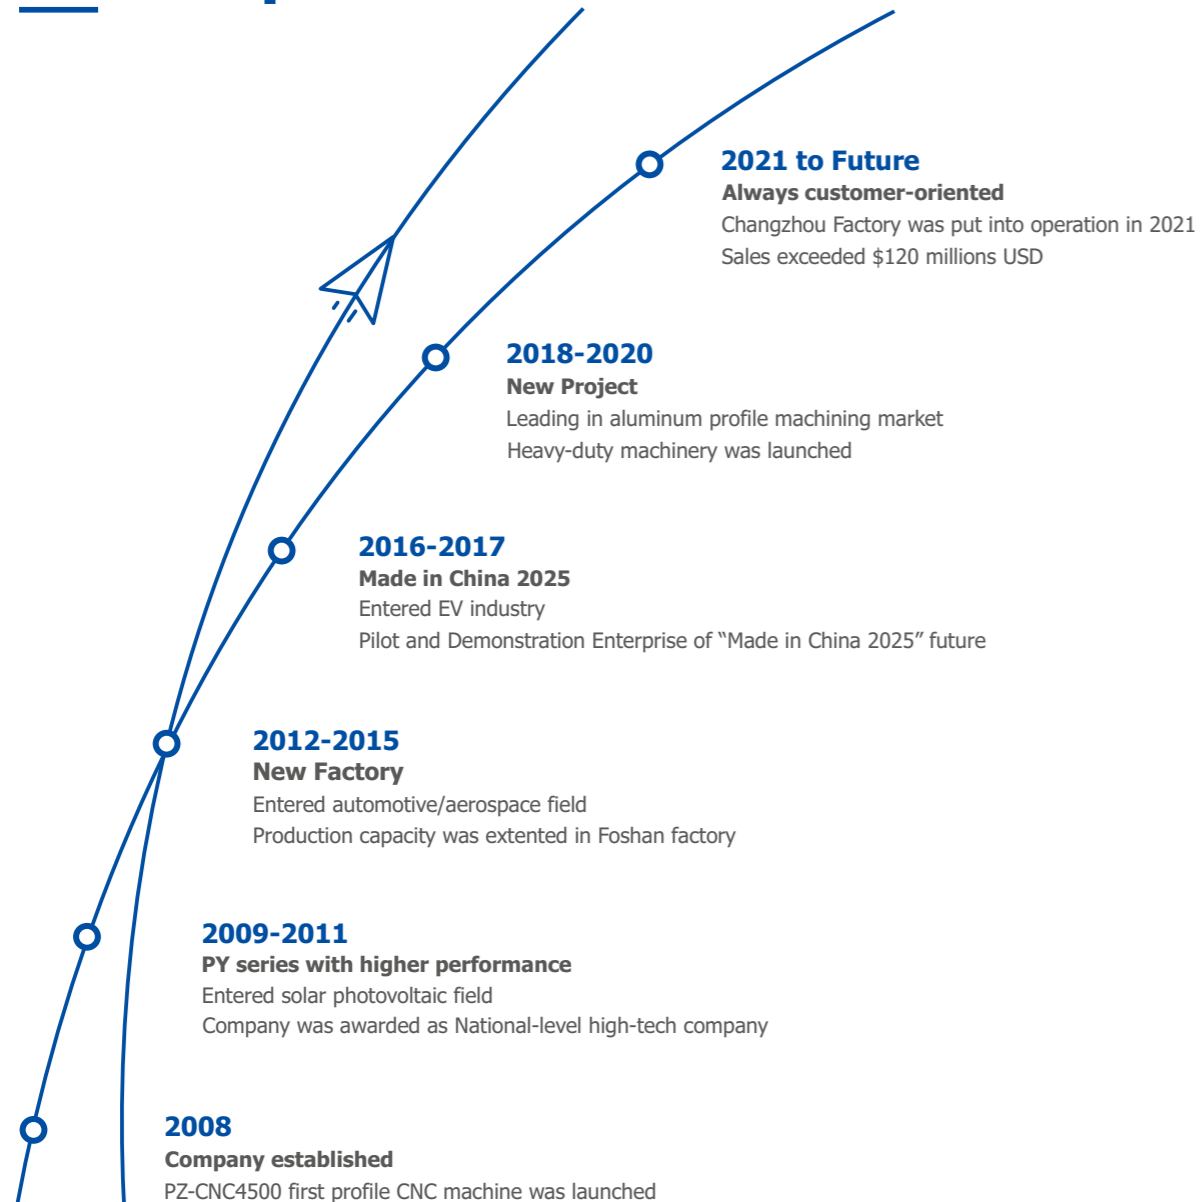 2021 to Future
Always customer-oriented
Changzhou Factory was put into operation in 2021
Sales exceeded $120 millions USD
2018-2020
New Project
Leading in aluminum profile machining market
Heavy-duty machinery was launched
2016-2017
Made in China 2025
Entered EV industry
Pilot and Demonstration Enterprise of “Made in China 2025” future
2012-2015
New Factory
Entered automotive/aerospace field
Production capacity was extented in Foshan factory
2009-2011
PY series with higher performance
Entered solar photovoltaic field
Company was awarded as National-level high-tech company
2008
Company established
PZ-CNC4500 first profile CNC machine was launched